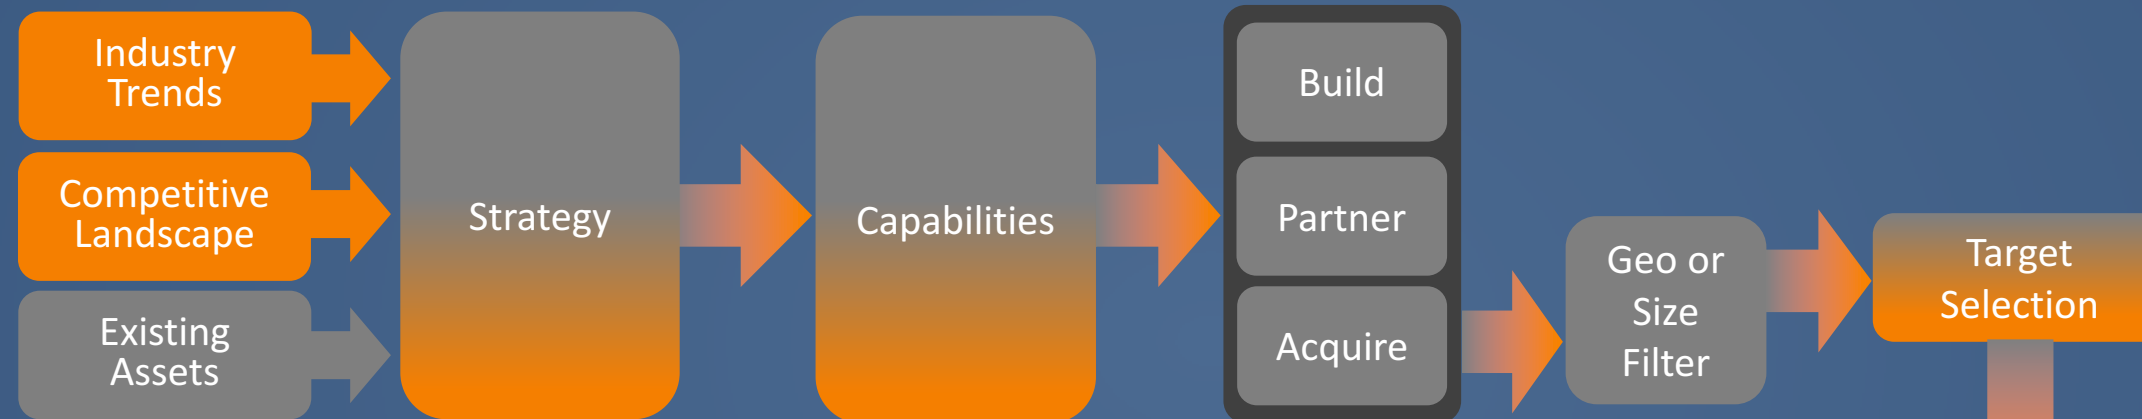 Industry
Trends
Competitive
Landscape
Existing
Assets
Strategy
Capabilities
Build
Partner
Acquire
Geo or
Size
Filter
Target
Selection